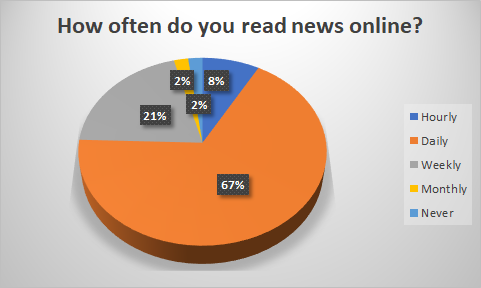 How often do you read news online?
2%
8%
2%
21%
67%
Hourly
Daily
Weekly
Monthly
Never